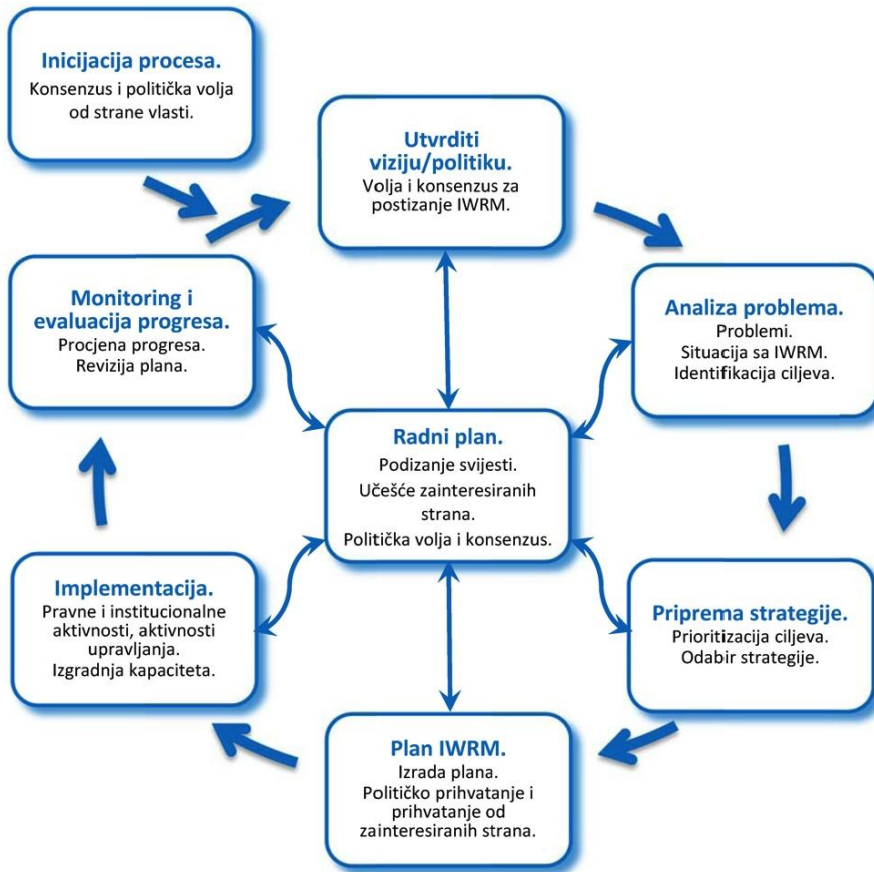 Inicijacija procesa.
Konsenzus i politička volja
od strane vlasti.
Utvrditi
viziju/politiku.
Volja i konsenzus za
postizanje IWRM.
Monitoring i
evaluacija progresa.
Procjena progresa.
Revizija plana.
Analiza problema.
Problemi.
Situacija sa IWRM.
Identifikacija ciljeva.
Radni plan.
Podizanje svijesti.
Učešće zainteresiranih
strana.
Politička volja i konsenzus.
Implementacija.
Pravne i institucionalne
aktivnosti, aktivnosti
upravljanja.
Izgradnja kapaciteta.
Priprema strategije.
Prioritizacija ciljeva.
Odabir strategije.
Plan IWRM.
Izrada plana.
Političko prihvatanje i
prihvatanje od
zainteresiranih strana.